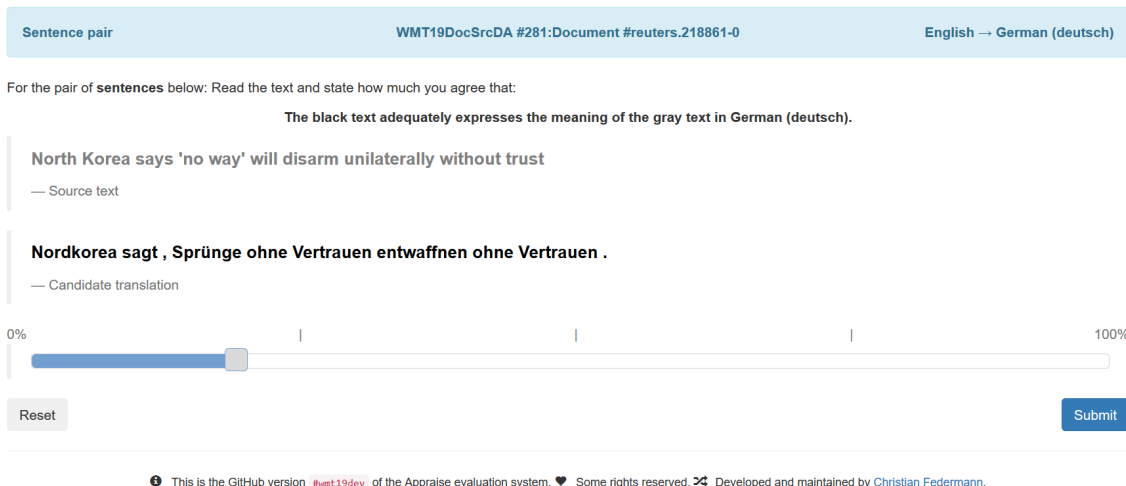 Sentence pair WMT19DocSrcDA #281:Document #reuters.218861-0 English → German (deutsch)
For the pair of sentences below: Read the text and state how much you agree that:
The black text adequately expresses the meaning of the gray text in German (deutsch).
North Korea says 'no way' will disarm unilaterally without trust
— Source text
Nordkorea sagt , Sprünge ohne Vertrauen entwaffnen ohne Vertrauen .
— Candidate translation
0% | | | 100%
Reset Submit
This is the GitHub version #wmt19dev of the Appraise evaluation system. ♥ Some rights reserved. Developed and maintained by Christian Federmann.